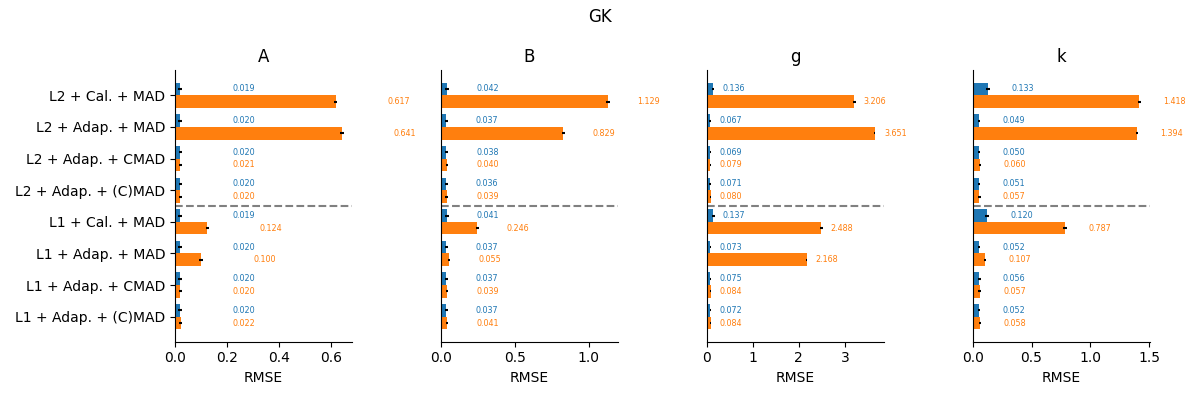 GK
A B g k
L2 + Cal. + MAD 0.019 0.042 0.136 0.133
0.617 1.129 3.206 1.418
L2 + Adap. + MAD 0.020 0.037 0.067 0.049
0.641 0.829 3.651 1.394
L2 + Adap. + CMAD 0.020 0.038 0.069 0.050
0.021 0.040 0.079 0.060
L2 + Adap. + (C)MAD 0.020 0.036 0.071 0.051
0.020 0.039 0.080 0.057
L1 + Cal. + MAD 0.019 0.041 0.137 0.120
0.124 0.246 2.488 0.787
L1 + Adap. + MAD 0.020 0.037 0.073 0.052
0.100 0.055 2.168 0.107
L1 + Adap. + CMAD 0.020 0.037 0.075 0.056
0.020 0.039 0.084 0.057
L1 + Adap. + (C)MAD 0.020 0.037 0.072 0.052
0.022 0.041 0.084 0.058
0.0 0.2 0.4 0.6 0.0 0.5 1.0 0 1 2 3 0.0 0.5 1.0 1.5
RMSE RMSE RMSE RMSE